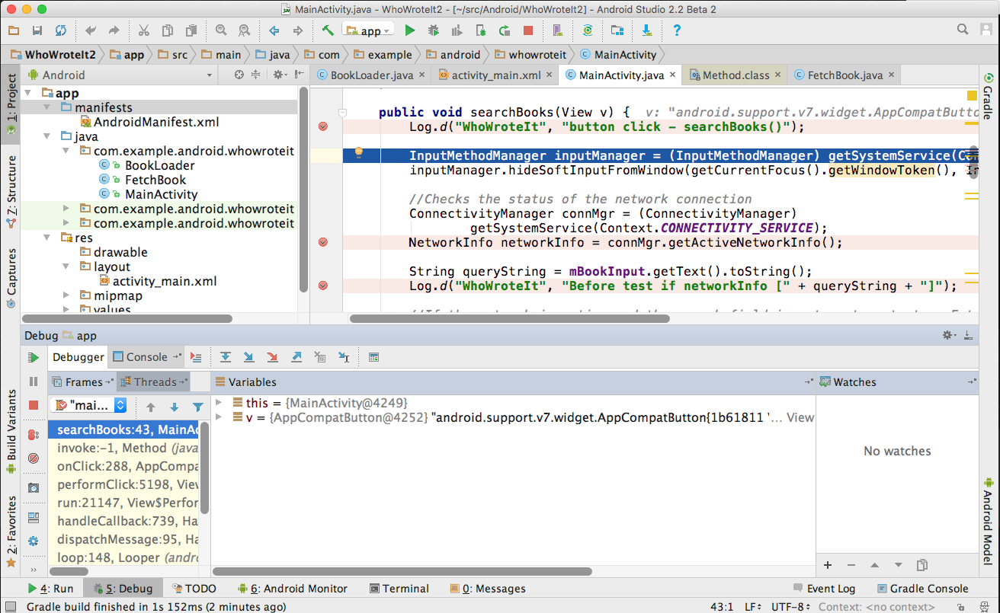 MainActivity.java - WhoWroteIt2 - [~/src/Android/WhoWroteIt2] - Android Studio 2.2 Beta 2
app
?
WhoWroteIt2 app src main java com example android whowroteit MainActivity
Android
BookLoader.java × activity_main.xml × MainActivity.java × Method.class × FetchBook.java ×
1: Project
Z: Structure
Captures
Build Variants
2: Favorites
app
manifests
AndroidManifest.xml
java
com.example.android.whowroteit
BookLoader
FetchBook
MainActivity
com.example.android.whowroteit
com.example.android.whowroteit
res
drawable
layout
activity_main.xml
mipmap
values
public void searchBooks(View v) { v: "android.support.v7.widget.AppCompatButto
Log.d("WhoWroteIt", "button click – searchBooks()");
InputMethodManager inputManager = (InputMethodManager) getSystemService(C
inputManager.hideSoftInputFromWindow(getCurrentFocus().getWindowToken(), In
//Checks the status of the network connection
ConnectivityManager connMgr = (ConnectivityManager)
getSystemService(Context.CONNECTIVITY_SERVICE);
NetworkInfo networkInfo = connMgr.getActiveNetworkInfo();
String queryString = mBookInput.getText().toString();
Log.d("WhoWroteIt", "Before test if networkInfo [" + queryString + "]");
Gradle
Android Model
Debug app
Debugger Console
Frames Threads
Variables
Watches
"mai...
searchBooks:43, MainAc
invoke:–1, Method (java
onClick:288, AppCompa
performClick:5198, View
run:21147, View$Perfor
handleCallback:739, Ha
dispatchMessage:95, Ha
loop:148, Looper (andro
this = {MainActivity@4249}
v = {AppCompatButton@4252} "android.support.v7.widget.AppCompatButton{1b61811 V... View
No watches
4: Run 5: Debug TODO 6: Android Monitor Terminal 0: Messages Event Log Gradle Console
Gradle build finished in 1s 152ms (2 minutes ago) 43:1 LF UTF-8 Context: <no context>